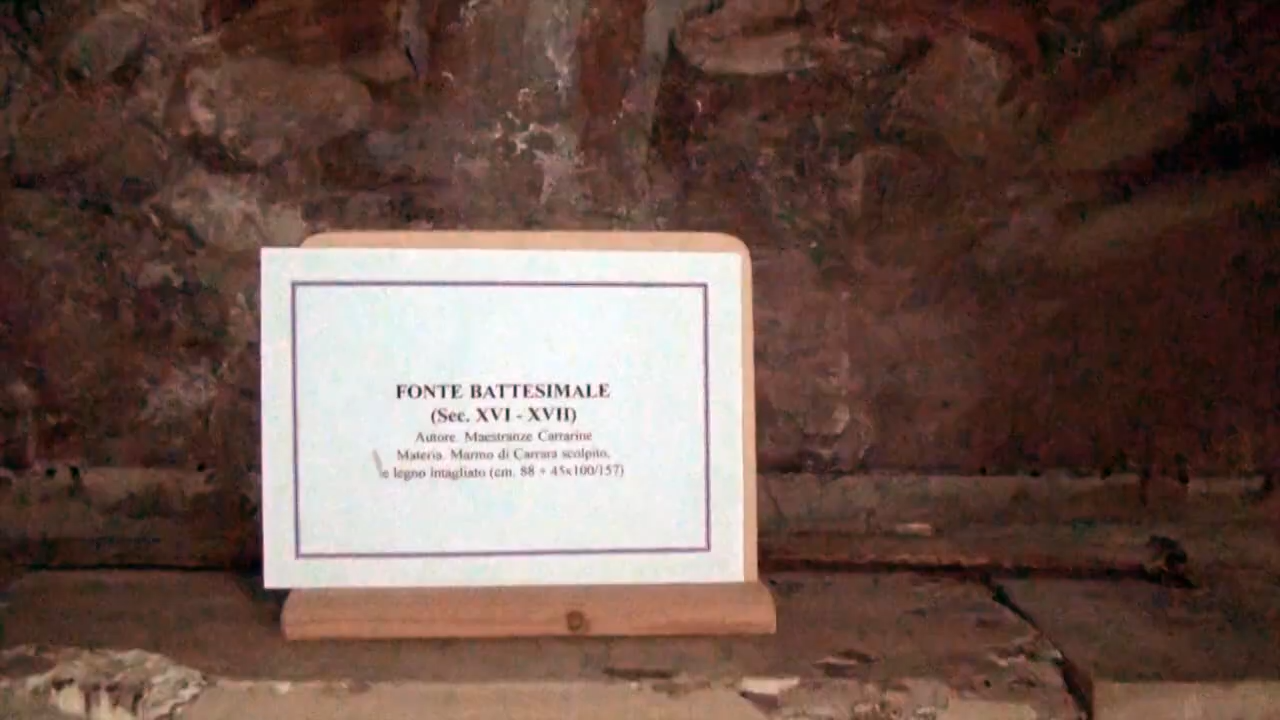 FONTE BATTESIMALE
(Sec. XVI - XVII)
Autore. Maestranze Carrarine
Materia. Marmo di Carrara scolpito,
e legno intagliato (cm. 88 + 45x100/157)